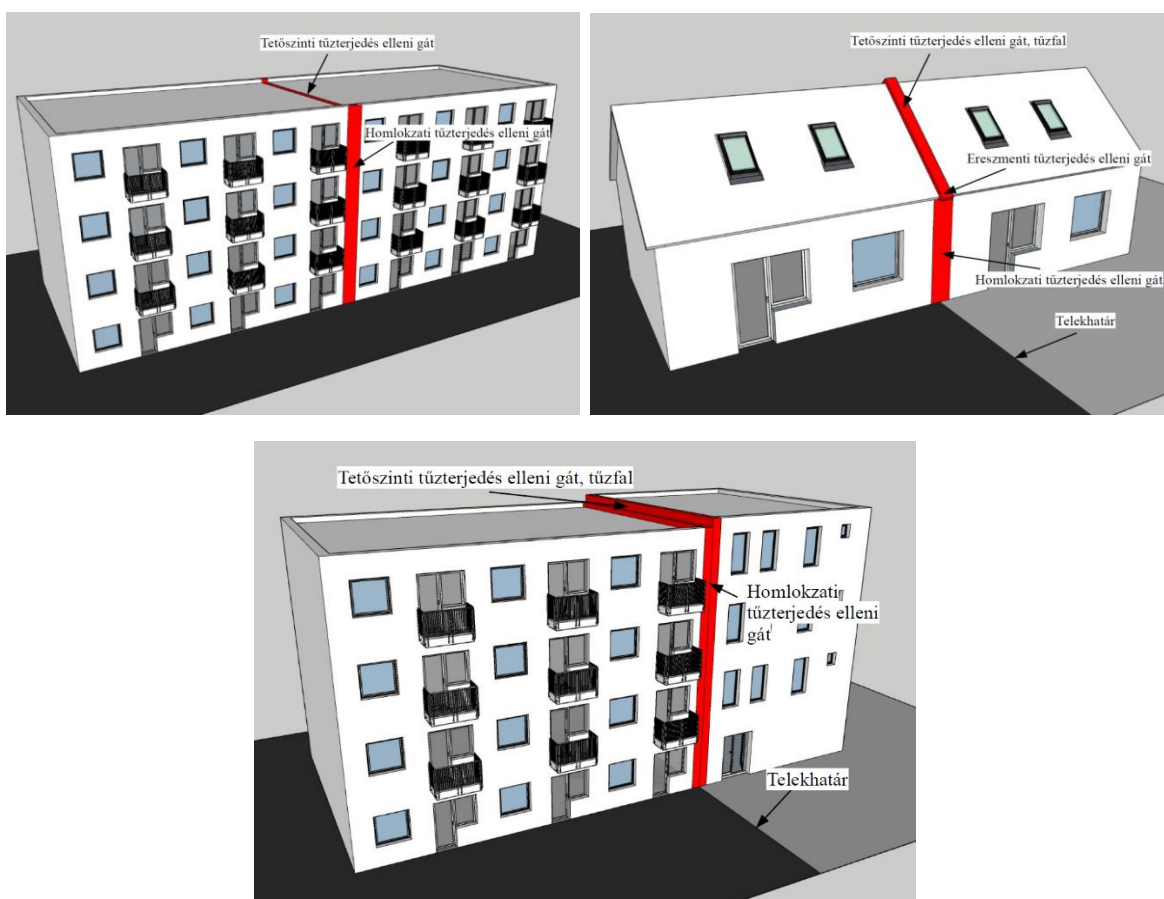 Tetőszinti tűzterjedés elleni gát
Homlokzati tűzterjedés elleni gát
Tetőszinti tűzterjedés elleni gát, tűzfal
Ereszmenti tűzterjedés elleni gát
Homlokzati tűzterjedés elleni gát
Telekhatár
Tetőszinti tűzterjedés elleni gát, tűzfal
Homlokzati
tűzterjedés elleni
gát
Telekhatár